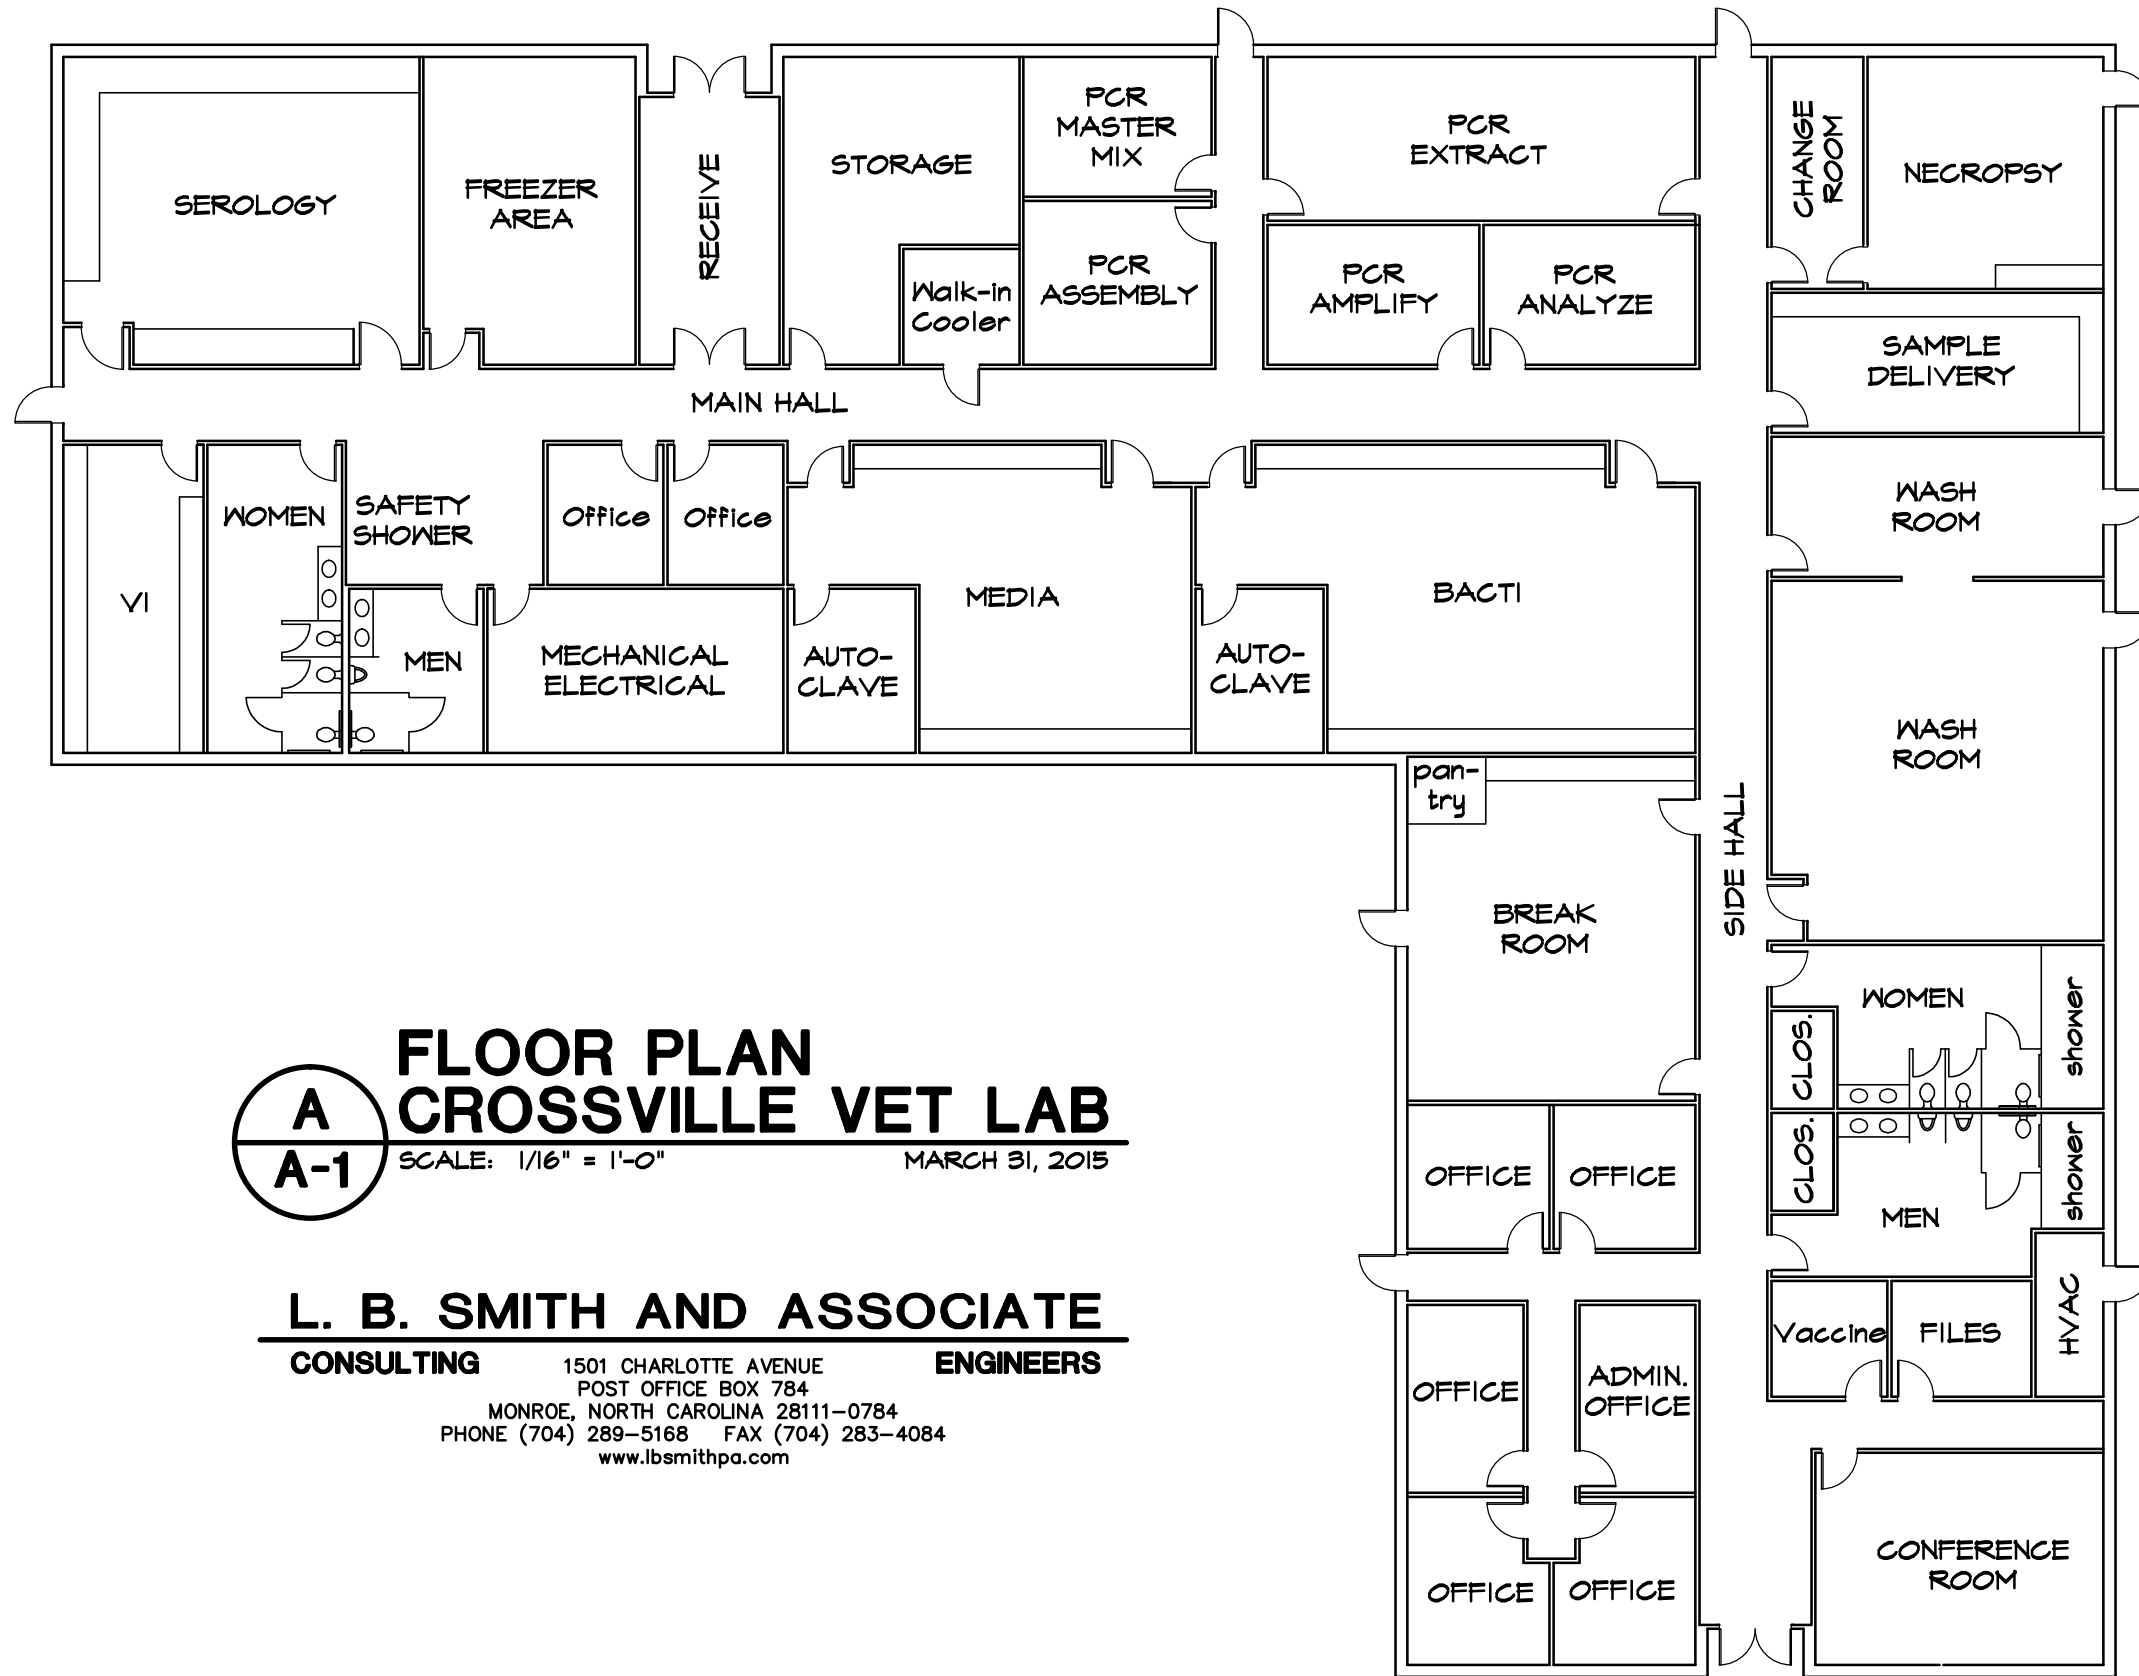 SEROLOGY
FREEZER
AREA
RECEIVE
STORAGE
Walk-in
Cooler
PCR
MASTER
MIX
PCR
ASSEMBLY
PCR
EXTRACT
PCR
AMPLIFY
PCR
ANALYZE
CHANGE
ROOM
NECROPSY
SAMPLE
DELIVERY
MAIN HALL
VI
WOMEN
SAFETY
SHOWER
MEN
Office
Office
MECHANICAL
ELECTRICAL
AUTO-
CLAVE
MEDIA
AUTO-
CLAVE
BACTI
WASH
ROOM
WASH
ROOM
pan-
try
BREAK
ROOM
SIDE HALL
WOMEN
shower
CLOS.
CLOS.
MEN
shower
OFFICE
OFFICE
HVAC
Vaccine
FILES
OFFICE
ADMIN.
OFFICE
OFFICE
OFFICE
CONFERENCE
ROOM
A
A-1
FLOOR PLAN
CROSSVILLE VET LAB
SCALE: 1/16" = 1'-0" MARCH 31, 2015
L. B. SMITH AND ASSOCIATE
CONSULTING ENGINEERS
1501 CHARLOTTE AVENUE
POST OFFICE BOX 784
MONROE, NORTH CAROLINA 28111-0784
PHONE (704) 289-5168 FAX (704) 283-4084
www.lbsmithpa.com